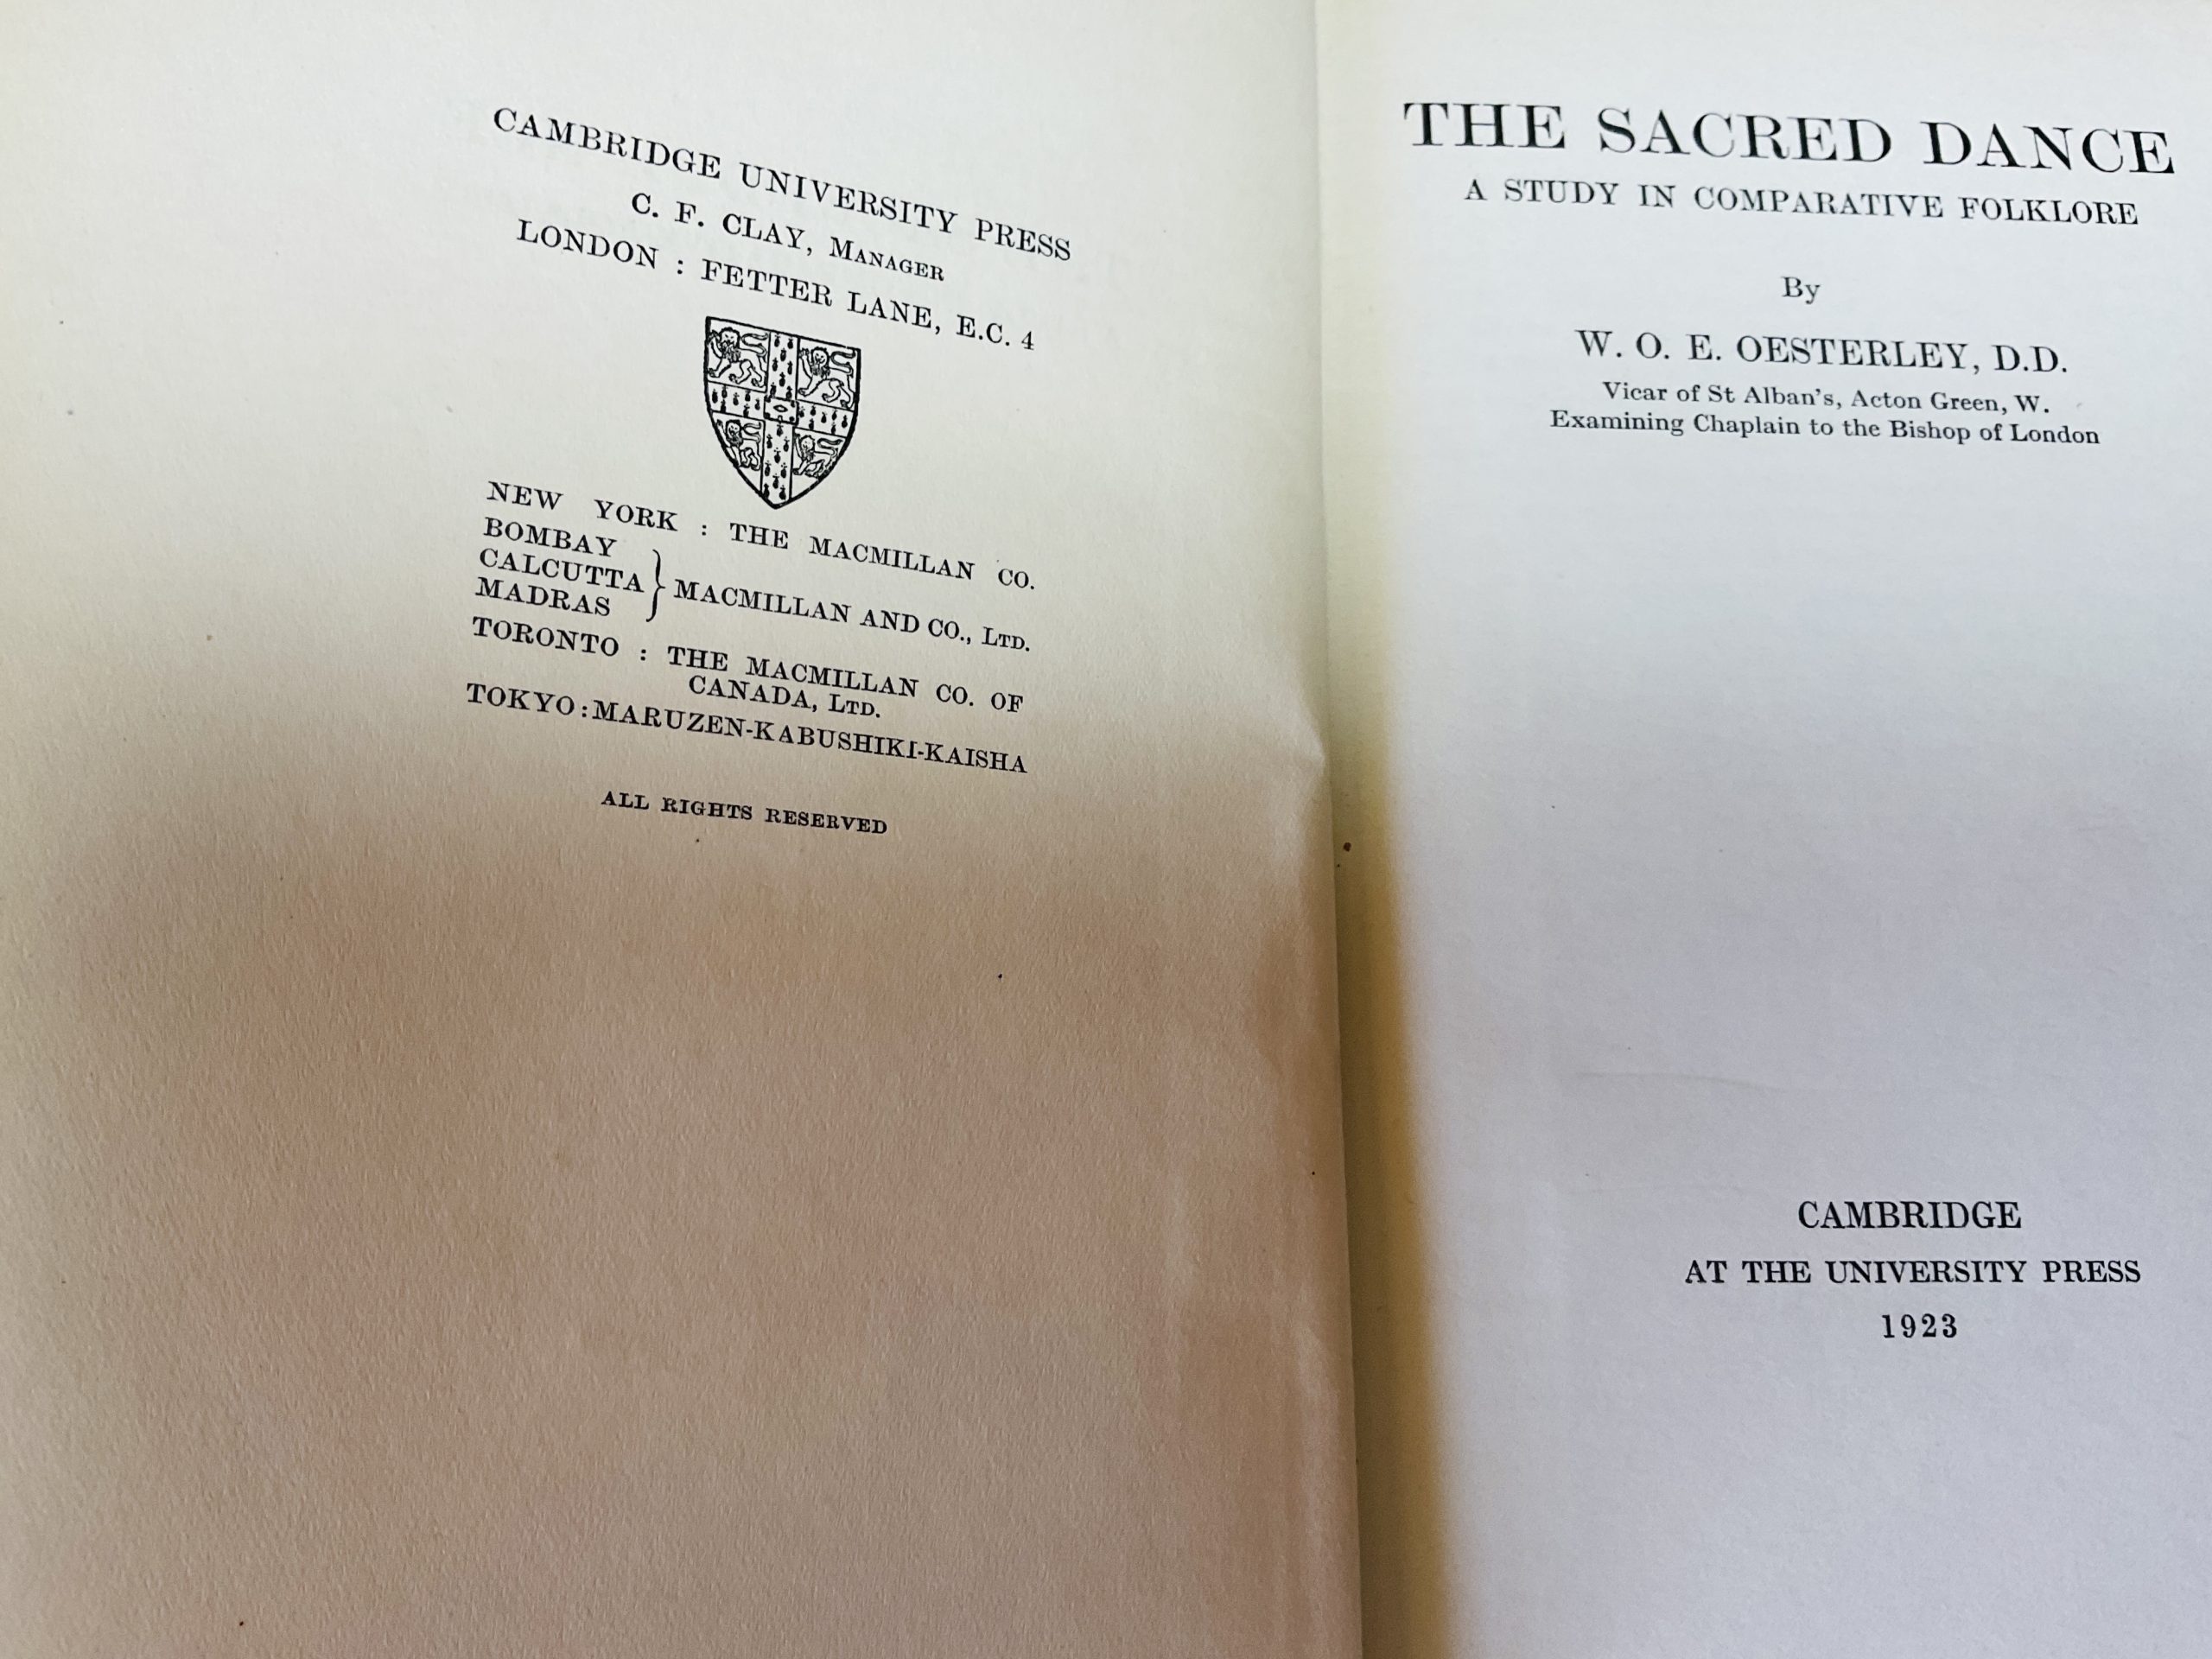 CAMBRIDGE UNIVERSITY PRESS
C. F. CLAY, MANAGER
LONDON : FETTER LANE, E.C. 4
NEW YORK : THE MACMILLAN CO.
BOMBAY
CALCUTTA } MACMILLAN AND CO., LTD.
MADRAS
TORONTO : THE MACMILLAN CO. OF
CANADA, LTD.
TOKYO : MARUZEN-KABUSHIKI-KAISHA
ALL RIGHTS RESERVED
THE SACRED DANCE
A STUDY IN COMPARATIVE FOLKLORE
By
W. O. E. OESTERLEY, D.D.
Vicar of St Alban's, Acton Green, W.
Examining Chaplain to the Bishop of London
CAMBRIDGE
AT THE UNIVERSITY PRESS
1923